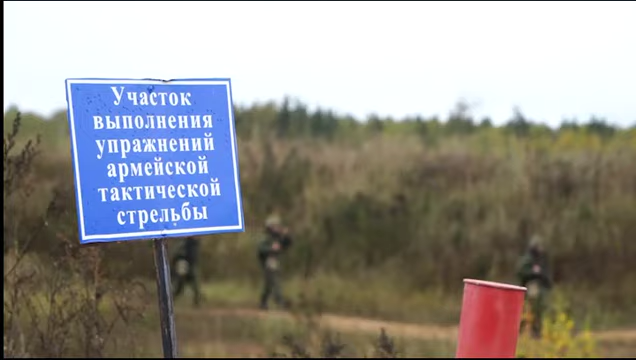 Участок
выполнения
упражнений
армейской
тактической
стрельбы